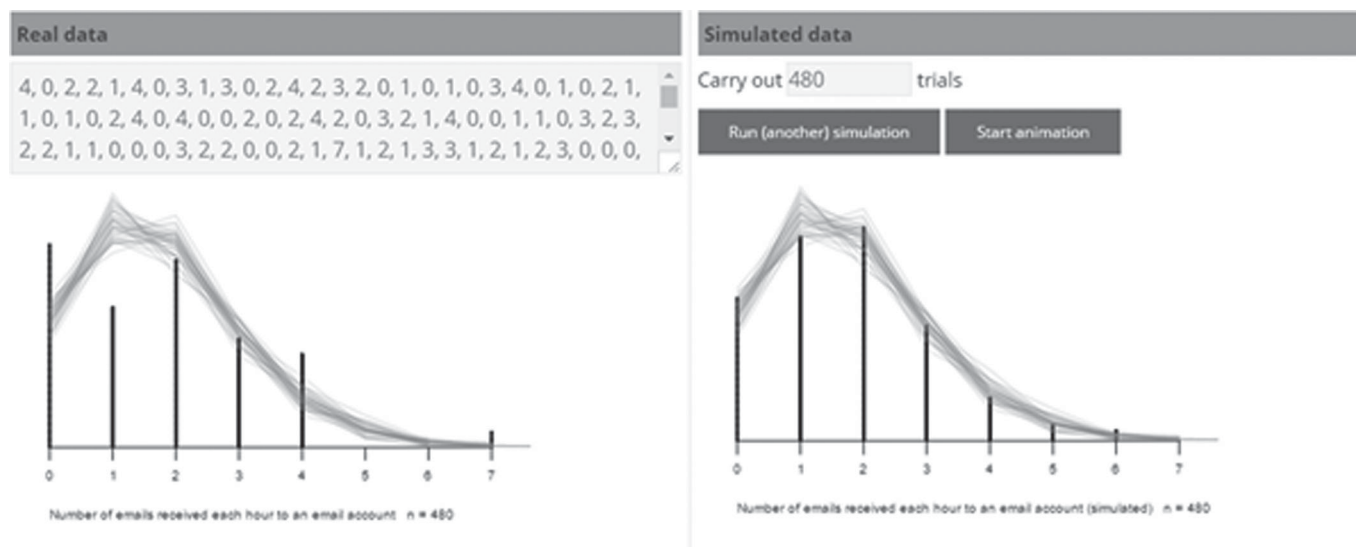 Real data
4, 0, 2, 2, 1, 4, 0, 3, 1, 3, 0, 2, 4, 2, 3, 2, 0, 1, 0, 1, 0, 3, 4, 0, 1, 0, 2, 1,
1, 0, 1, 0, 2, 4, 0, 4, 0, 0, 2, 0, 2, 4, 2, 0, 3, 2, 1, 4, 0, 0, 1, 1, 0, 3, 2, 3,
2, 2, 1, 1, 0, 0, 0, 3, 2, 2, 0, 0, 2, 1, 7, 1, 2, 1, 3, 3, 1, 2, 1, 2, 3, 0, 0, 0,
0 1 2 3 4 5 6 7
Number of emails received each hour to an email account n = 480
Simulated data
Carry out 480 trials
Run (another) simulation Start animation
0 1 2 3 4 5 6 7
Number of emails received each hour to an email account (simulated) n = 480